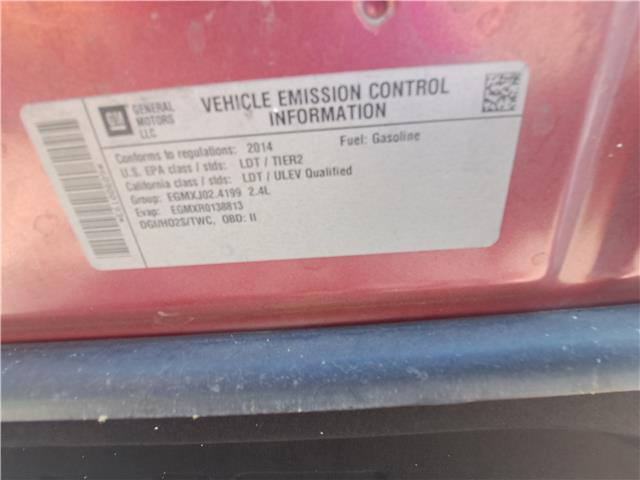 GM
GENERAL
MOTORS
LLC
VEHICLE EMISSION CONTROL
INFORMATION
Conforms to regulations: 2014 Fuel: Gasoline
U.S. EPA class / stds: LDT / TIER2
California class / stds: LDT / ULEV Qualified
Group: EGMXJ02.4199 2.4L
Evap: EGMXR0138813
DGI/HO2S/TWC, OBD: II